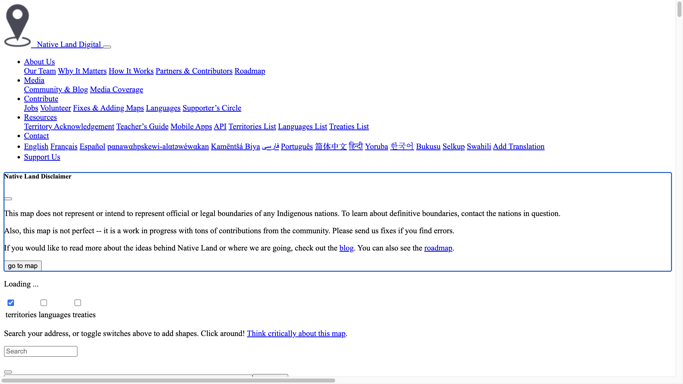 Native Land Digital
About Us
Our Team Why It Matters How It Works Partners & Contributors Roadmap
Media
Community & Blog Media Coverage
Contribute
Jobs Volunteer Fixes & Adding Maps Languages Supporter's Circle
Resources
Territory Acknowledgement Teacher's Guide Mobile Apps API Territories List Languages List Treaties List
Contact
English Français Español pαnawαhpskewi-alαtəwéwαkan Kamëntšá Biya فارسی Português 简体中文 हिन्दी Yoruba 한국어 Bukusu Selkup Swahili Add Translation
Support Us
Native Land Disclaimer
This map does not represent or intend to represent official or legal boundaries of any Indigenous nations. To learn about definitive boundaries, contact the nations in question.
Also, this map is not perfect -- it is a work in progress with tons of contributions from the community. Please send us fixes if you find errors.
If you would like to read more about the ideas behind Native Land or where we are going, check out the blog. You can also see the roadmap.
go to map
Loading ...
territories languages treaties
Search your address, or toggle switches above to add shapes. Click around! Think critically about this map.
Search